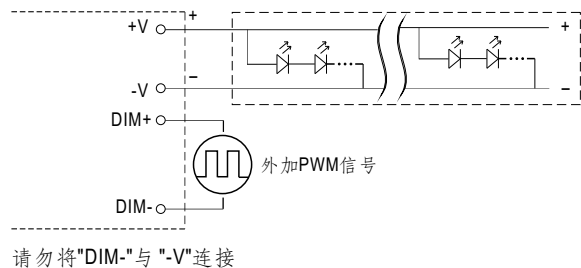 +V
+
+
-V
−
−
DIM+
外加PWM信号
DIM-
请勿将"DIM-"与 "-V"连接